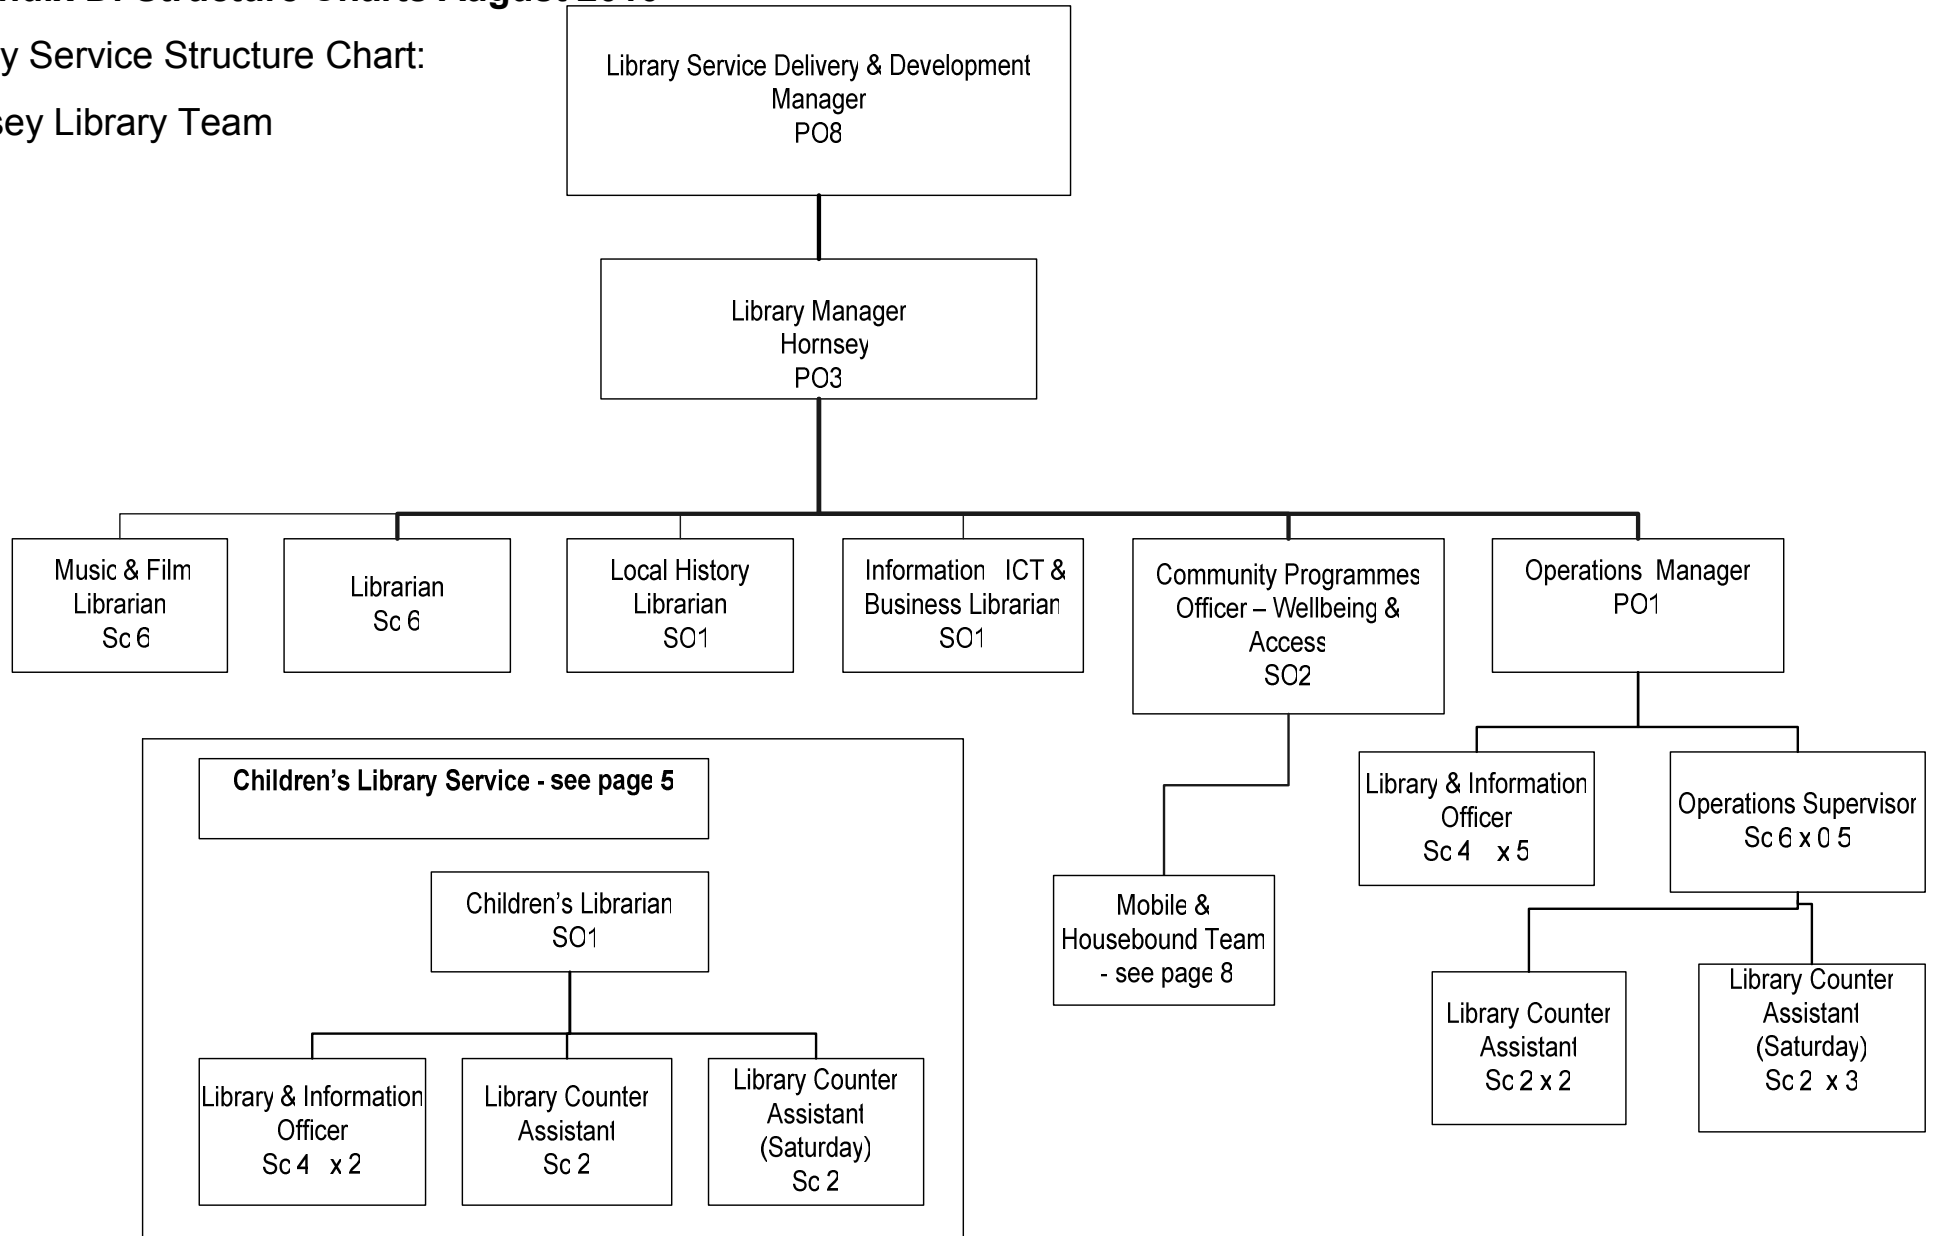 Structure Charts August
y Service Structure Chart:
sey Library Team
Library Service Delivery & Development
Manager
PO8
Library Manager
Hornsey
PO3
Music & Film
Librarian
Sc 6
Librarian
Sc 6
Local History
Librarian
SO1
Information ICT &
Business Librarian
SO1
Community Programmes
Officer – Wellbeing &
Access
SO2
Operations Manager
PO1
Children’s Library Service - see page 5
Children’s Librarian
SO1
Library & Information
Officer
Sc 4 x 2
Library Counter
Assistant
Sc 2
Library Counter
Assistant
(Saturday)
Sc 2
Mobile &
Housebound Team
- see page 8
Library & Information
Officer
Sc 4 x 5
Operations Supervisor
Sc 6 x 0 5
Library Counter
Assistant
Sc 2 x 2
Library Counter
Assistant
(Saturday)
Sc 2 x 3